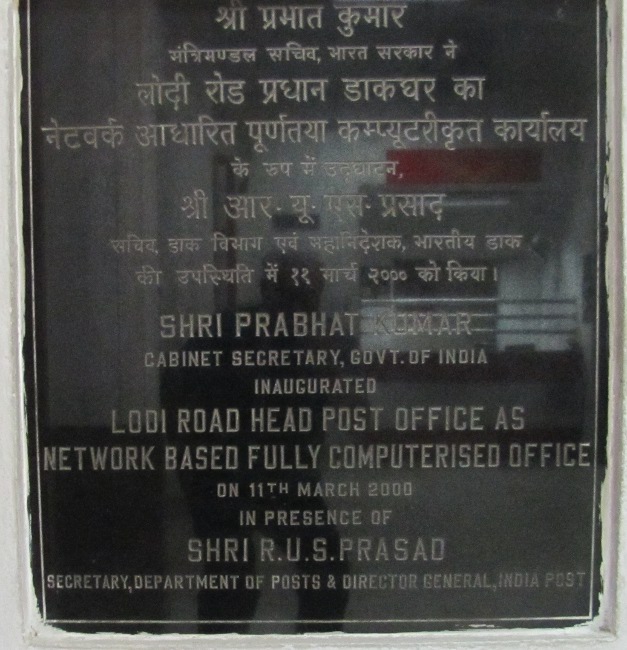 श्री प्रभात कुमार
मंत्रिमण्डल सचिव, भारत सरकार ने
लोदी रोड प्रधान डाकघर का
नेटवर्क आधारित पूर्णतया कम्प्यूटरीकृत कार्यालय
के रुप में उद्घाटन,
श्री आर· यू· एस· प्रसाद
सचिव, डाक विभाग एवं महानिदेशक, भारतीय डाक
की उपस्थिति में ११ मार्च २००० को किया।
SHRI PRABHAT KUMAR
CABINET SECRETARY, GOVT. OF INDIA
INAUGURATED
LODI ROAD HEAD POST OFFICE AS
NETWORK BASED FULLY COMPUTERISED OFFICE
ON 11TH MARCH 2000
IN PRESENCE OF
SHRI R.U.S.PRASAD
SECRETARY, DEPARTMENT OF POSTS & DIRECTOR GENERAL, INDIA POST